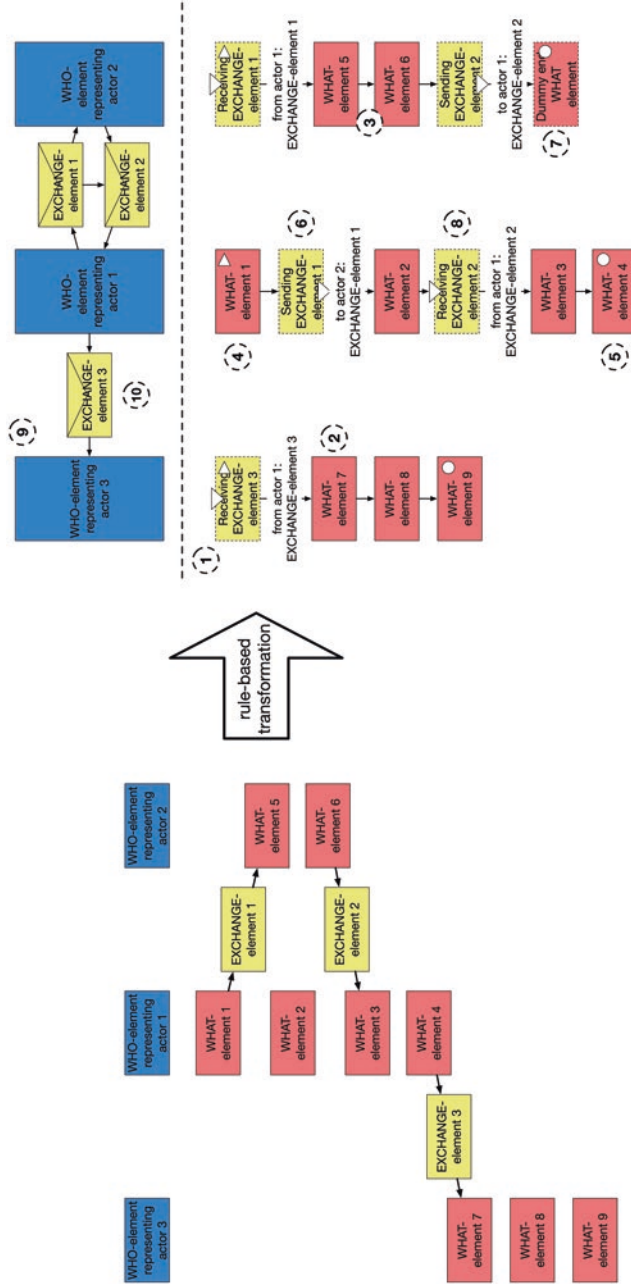 WHO-element
representing
actor 3
WHO-element
representing
actor 1
WHO-element
representing
actor 2
WHAT-
element 1
EXCHANGE-
element 1
WHAT-
element 5
WHAT-
element 2
WHAT-
element 6
EXCHANGE-
element 2
WHAT-
element 3
WHAT-
element 4
EXCHANGE-
element 3
WHAT-
element 7
WHAT-
element 8
WHAT-
element 9
rule-based
transformation
9
WHO-element
representing
actor 3
EXCHANGE-
element 3
10
WHO-
element
representing
actor 1
EXCHANGE-
element 1
EXCHANGE-
element 2
WHO-
element
representing
actor 2
1
Receiving
EXCHANGE-
element 3
from actor 1:
EXCHANGE-element 3
2
WHAT-
element 7
WHAT-
element 8
WHAT-
element 9
4
WHAT-
element 1
6
Sending
EXCHANGE-
element 1
to actor 2:
EXCHANGE-element 1
WHAT-
element 2
8
Receiving
EXCHANGE-
element 2
from actor 1:
EXCHANGE-element 2
WHAT-
element 3
5
WHAT-
element 4
Receiving
EXCHANGE-
element 1
from actor 1:
EXCHANGE-element 1
WHAT-
element 5
3
WHAT-
element 6
Sending
EXCHANGE-
element 2
to actor 1:
EXCHANGE-element 2
7
Dummy end
WHAT
element